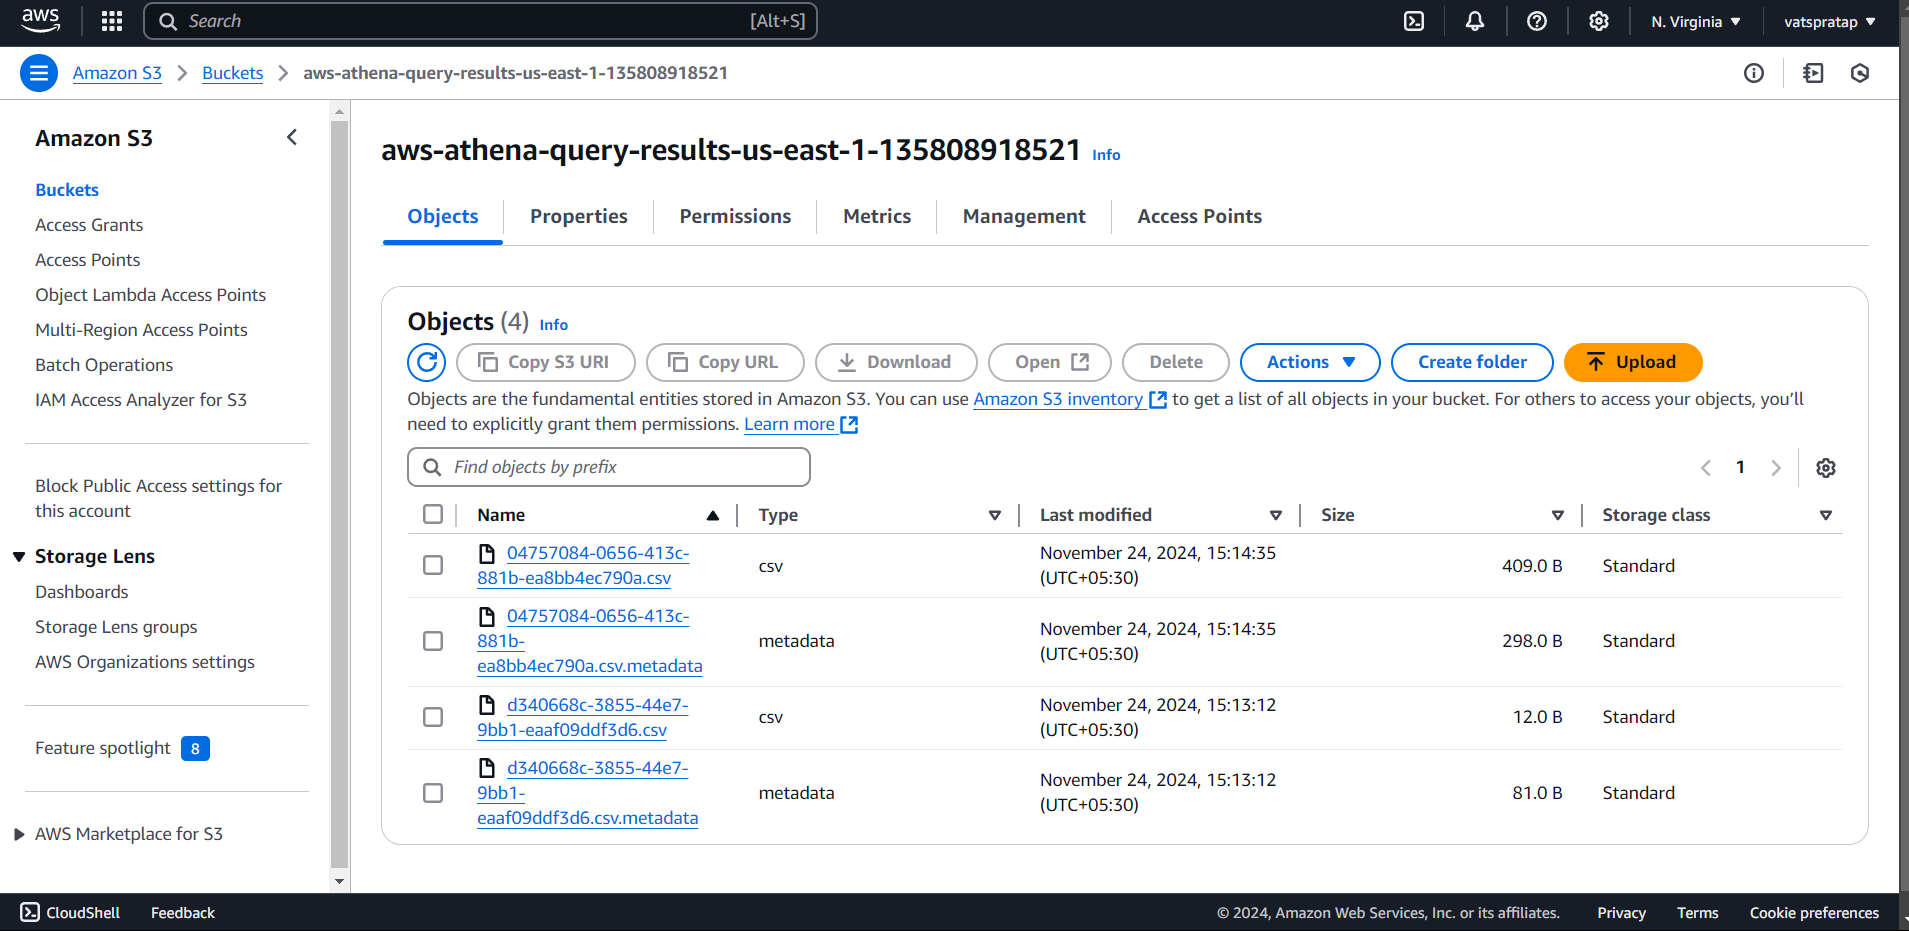 aws
Search
[Alt+S]
N. Virginia
vatspratap
Amazon S3
Buckets
aws-athena-query-results-us-east-1-135808918521
Amazon S3
Buckets
Access Grants
Access Points
Object Lambda Access Points
Multi-Region Access Points
Batch Operations
IAM Access Analyzer for S3
Block Public Access settings for
this account
Storage Lens
Dashboards
Storage Lens groups
AWS Organizations settings
Feature spotlight 8
AWS Marketplace for S3
aws-athena-query-results-us-east-1-135808918521 Info
Objects
Properties
Permissions
Metrics
Management
Access Points
Objects (4) Info
Copy S3 URI
Copy URL
Download
Open
Delete
Actions
Create folder
Upload
Objects are the fundamental entities stored in Amazon S3. You can use Amazon S3 inventory to get a list of all objects in your bucket. For others to access your objects, you'll
need to explicitly grant them permissions. Learn more
Find objects by prefix
1
Name
Type
Last modified
Size
Storage class
04757084-0656-413c-
881b-ea8bb4ec790a.csv
csv
November 24, 2024, 15:14:35
(UTC+05:30)
409.0 B
Standard
04757084-0656-413c-
881b-
ea8bb4ec790a.csv.metadata
metadata
November 24, 2024, 15:14:35
(UTC+05:30)
298.0 B
Standard
d340668c-3855-44e7-
9bb1-eaaf09ddf3d6.csv
csv
November 24, 2024, 15:13:12
(UTC+05:30)
12.0 B
Standard
d340668c-3855-44e7-
9bb1-
eaaf09ddf3d6.csv.metadata
metadata
November 24, 2024, 15:13:12
(UTC+05:30)
81.0 B
Standard
CloudShell
Feedback
© 2024, Amazon Web Services, Inc. or its affiliates.
Privacy
Terms
Cookie preferences